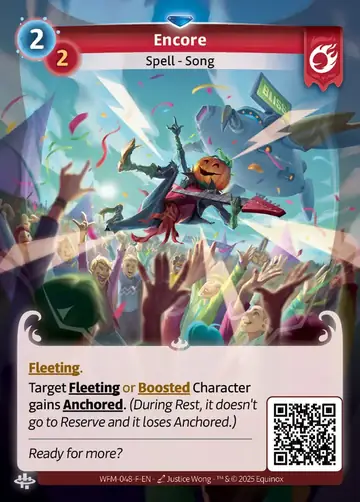 2
Encore
2
Spell - Song
BLISS
Fleeting.
Target Fleeting or Boosted Character
gains Anchored. (During Rest, it doesn't
go to Reserve and it loses Anchored.)
Ready for more?
WFM-048-F-EN - Justice Wong - ™ & © 2025 Equinox